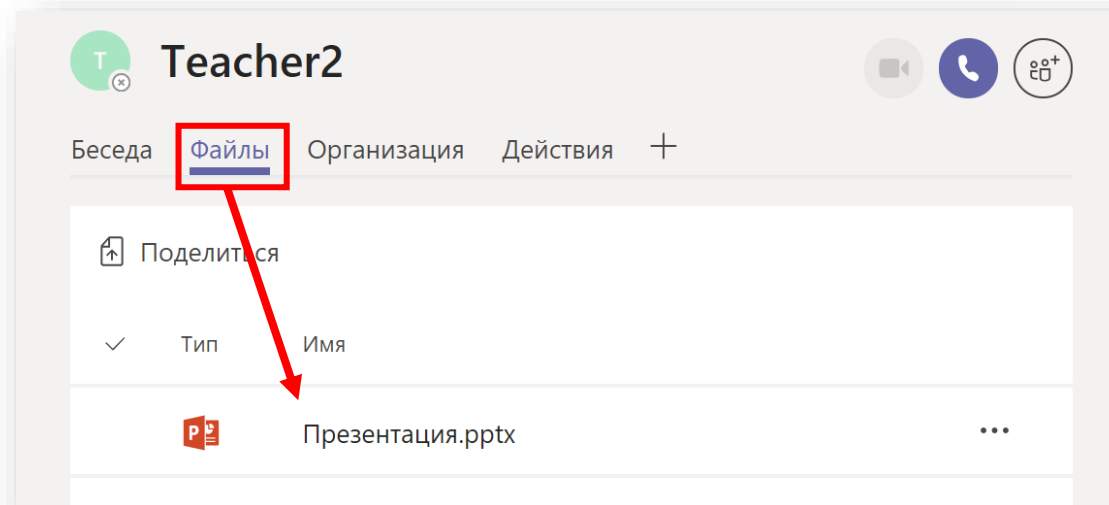 T
Teacher2
Беседа Файлы Организация Действия
Поделиться
Тип Имя
P
Презентация.pptx